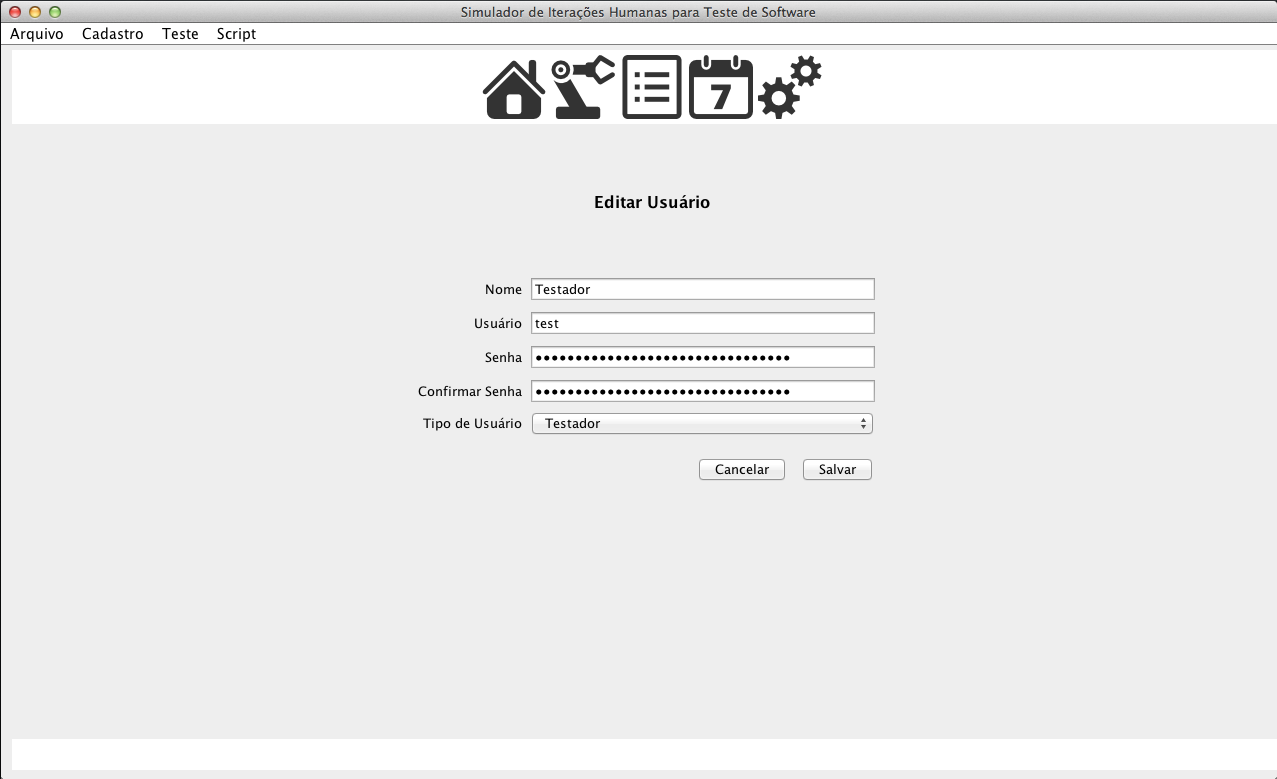 Simulador de Iterações Humanas para Teste de Software
Arquivo Cadastro Teste Script
7
Editar Usuário
Nome Testador
Usuário test
Senha ••••••••••••••••••••••••••••••••
Confirmar Senha ••••••••••••••••••••••••••••••••
Tipo de Usuário Testador
Cancelar Salvar